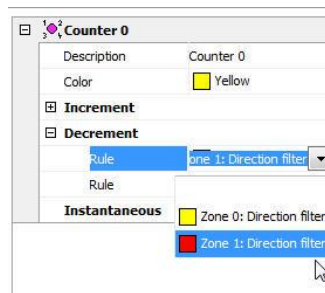 Counter 0
Description Counter 0
Color Yellow
Increment
Decrement
Rule one 1: Direction filter
Rule
Instantaneous
Zone 0: Direction filter
Zone 1: Direction filter